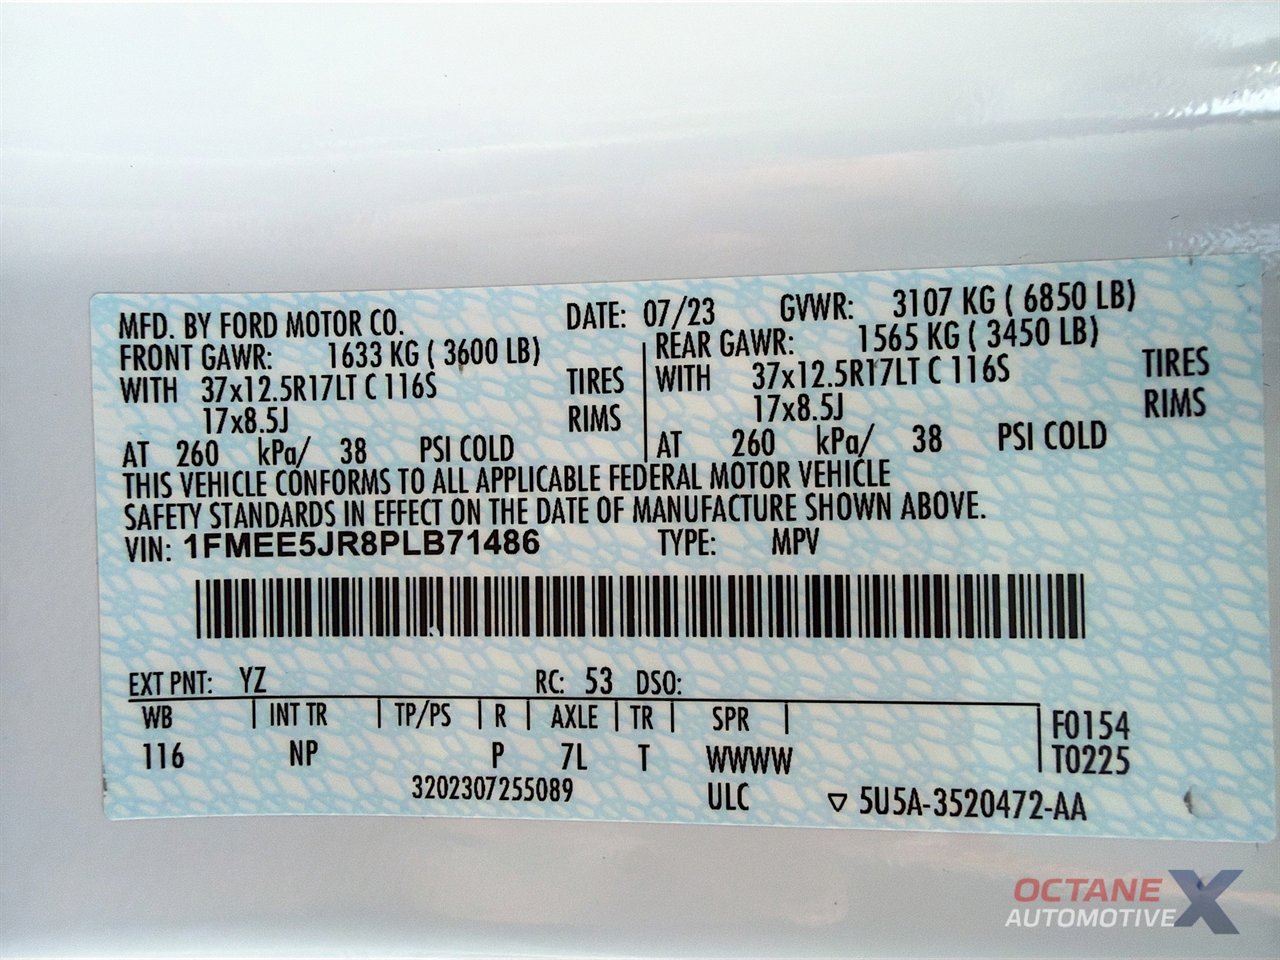 MFD. BY FORD MOTOR CO. DATE: 07/23 GVWR: 3107 KG ( 6850 LB)
FRONT GAWR: 1633 KG ( 3600 LB) REAR GAWR: 1565 KG ( 3450 LB)
WITH 37x12.5R17LT C 116S TIRES WITH 37x12.5R17LT C 116S TIRES
17x8.5J RIMS 17x8.5J RIMS
AT 260 kPa/ 38 PSI COLD AT 260 kPa/ 38 PSI COLD
THIS VEHICLE CONFORMS TO ALL APPLICABLE FEDERAL MOTOR VEHICLE
SAFETY STANDARDS IN EFFECT ON THE DATE OF MANUFACTURE SHOWN ABOVE.
VIN: 1FMEE5JR8PLB71486 TYPE: MPV
EXT PNT: YZ RC: 53 DSO:
WB INT TR TP/PS R AXLE TR SPR F0154
116 NP P 7L T WWWW T0225
3202307255089 ULC ▽ 5U5A-3520472-AA
OCTANE X
AUTOMOTIVE